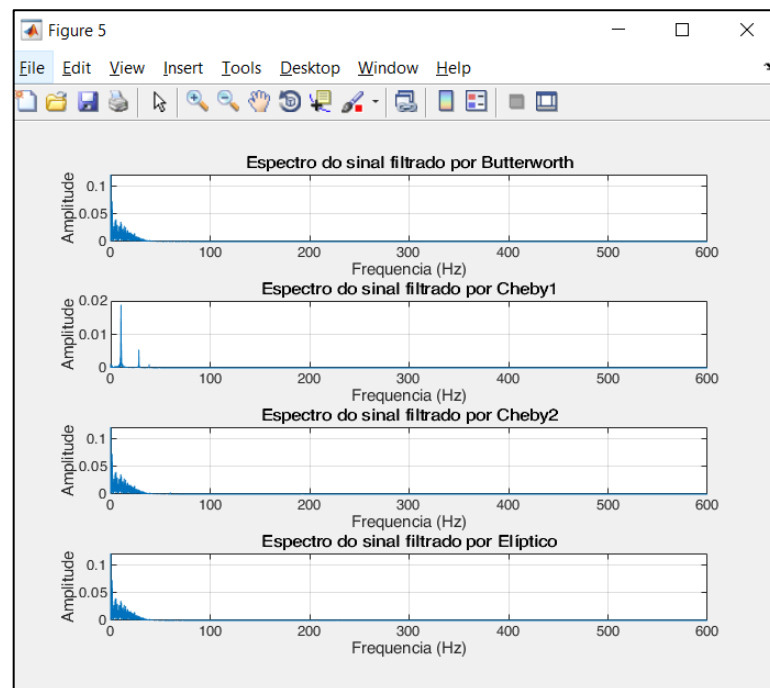 Figure 5
File Edit View Insert Tools Desktop Window Help
Espectro do sinal filtrado por Butterworth
Amplitude
0.1
0.05
0
0 100 200 300 400 500 600
Frequencia (Hz)
Espectro do sinal filtrado por Cheby1
Amplitude
0.02
0.01
0
0 100 200 300 400 500 600
Frequencia (Hz)
Espectro do sinal filtrado por Cheby2
Amplitude
0.1
0.05
0
0 100 200 300 400 500 600
Frequencia (Hz)
Espectro do sinal filtrado por Elíptico
Amplitude
0.1
0.05
0
0 100 200 300 400 500 600
Frequencia (Hz)